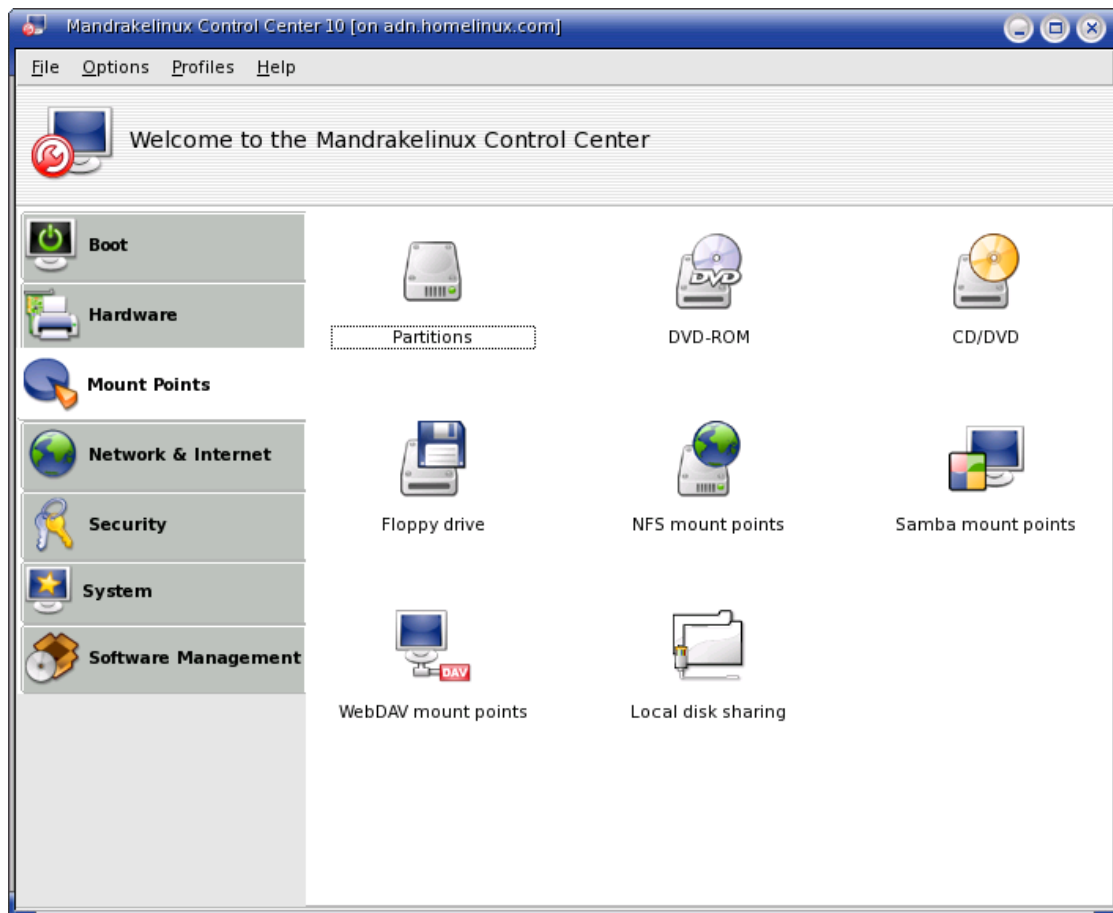 Mandrakelinux Control Center 10 [on adn.homelinux.com]
File Options Profiles Help
Welcome to the Mandrakelinux Control Center
Boot
Hardware
Mount Points
Network & Internet
Security
System
Software Management
Partitions
DVD
DVD-ROM
CD/DVD
Floppy drive
NFS mount points
Samba mount points
DAV
WebDAV mount points
Local disk sharing